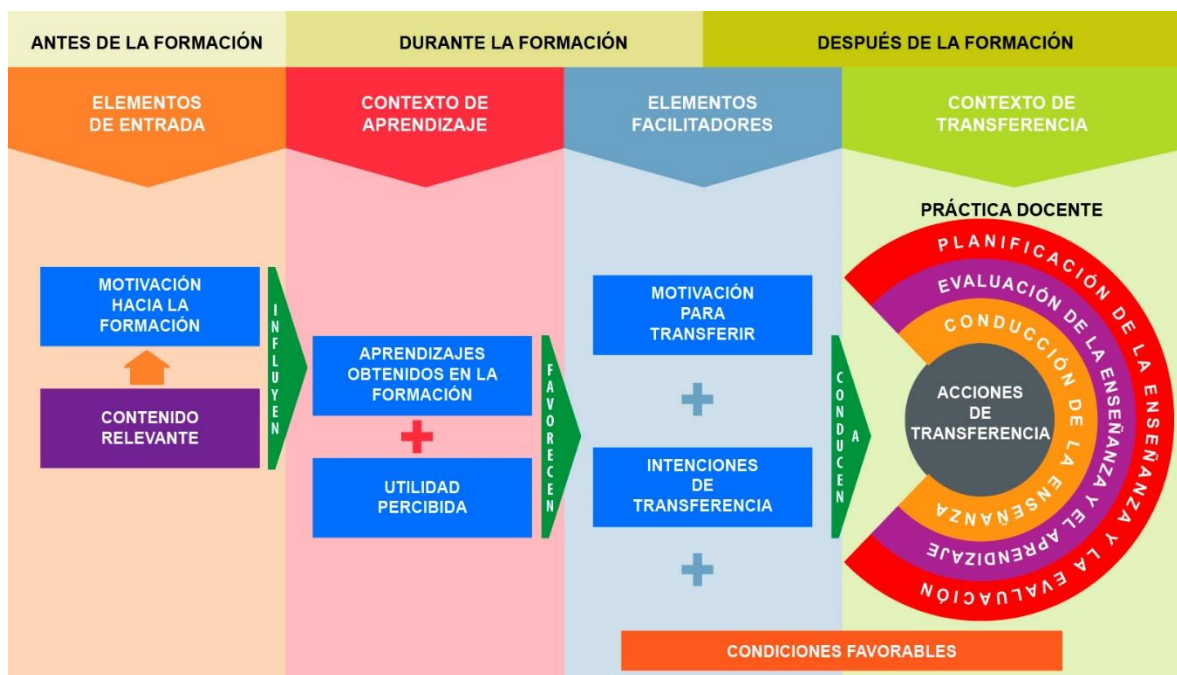 ANTES DE LA FORMACIÓN
DURANTE LA FORMACIÓN
DESPUÉS DE LA FORMACIÓN
ELEMENTOS
DE ENTRADA
CONTEXTO DE
APRENDIZAJE
ELEMENTOS
FACILITADORES
CONTEXTO DE
TRANSFERENCIA
MOTIVACIÓN
HACIA LA
FORMACIÓN
CONTENIDO
RELEVANTE
INFLUYEN
APRENDIZAJES
OBTENIDOS EN LA
FORMACIÓN
UTILIDAD
PERCIBIDA
FAVORECEN
MOTIVACIÓN
PARA
TRANSFERIR
INTENCIONES
DE
TRANSFERENCIA
CONDUCEN A
PRÁCTICA DOCENTE
PLANIFICACIÓN DE LA ENSEÑANZA Y LA EVALUACIÓN
EVALUACIÓN DE LA ENSEÑANZA Y EL APRENDIZAJE
CONDUCCIÓN DE LA ENSEÑANZA
ACCIONES
DE
TRANSFERENCIA
CONDICIONES FAVORABLES